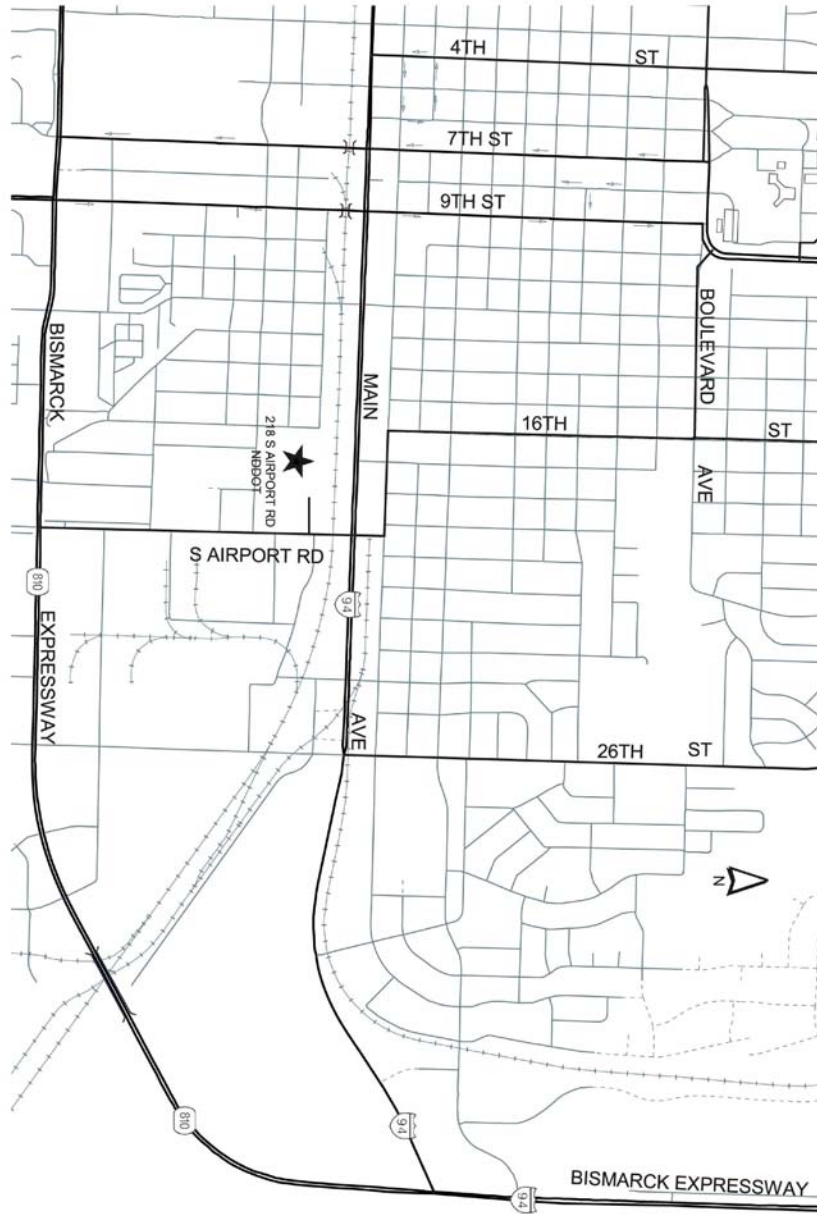 4TH ST
7TH ST
9TH ST
BOULEVARD
BISMARCK
MAIN
16TH ST
218 S AIRPORT RD
NDDOT
AVE
S AIRPORT RD
810
94
EXPRESSWAY
AVE
26TH ST
N
94
810
BISMARCK EXPRESSWAY
94